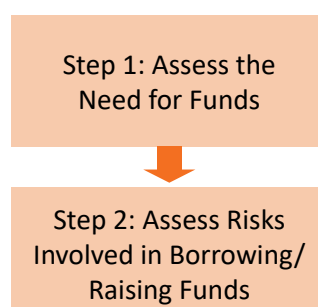 Step 1: Assess the
Need for Funds
Step 2: Assess Risks
Involved in Borrowing/
Raising Funds